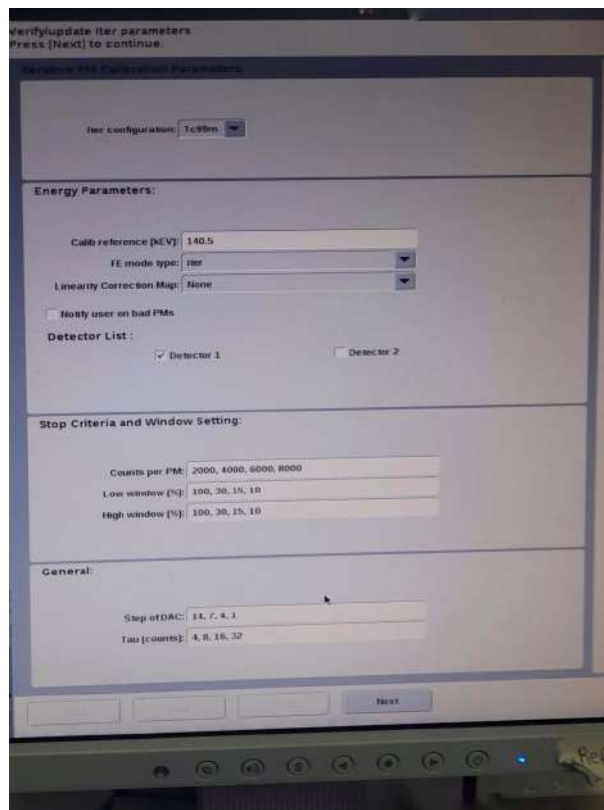 Verify/update Iter parameters
Press [Next] to continue.
Iterative PM Calibration Parameters:
Iter configuration: Tc99m
Energy Parameters:
Calib reference [kEV]: 140.5
FE mode type: Iter
Linearity Correction Map: None
Notify user on bad PMs
Detector List :
Detector 1 Detector 2
Stop Criteria and Window Setting:
Counts per PM: 2000, 4000, 6000, 8000
Low window [%]: 100, 30, 15, 10
High window [%]: 100, 30, 15, 10
General:
Step of DAC: 14, 7, 4, 1
Tau [counts]: 4, 8, 16, 32
Next
S